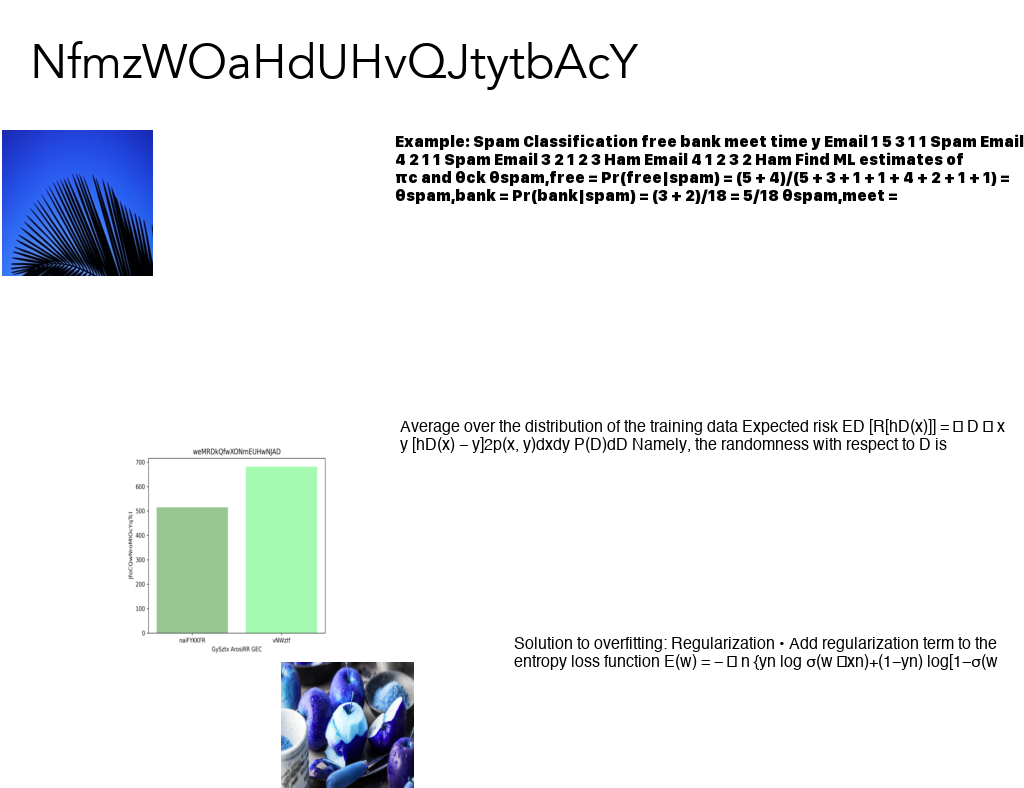 NfmzWOaHdUHvQJtytbAcY
Example: Spam Classification free bank meet time y Email 1 5 3 1 1 Spam Email
4 2 1 1 Spam Email 3 2 1 2 3 Ham Email 4 1 2 3 2 Ham Find ML estimates of
πc and θck θspam,free = Pr(free|spam) = (5 + 4)/(5 + 3 + 1 + 1 + 4 + 2 + 1 + 1) =
θspam,bank = Pr(bank|spam) = (3 + 2)/18 = 5/18 θspam,meet =
Average over the distribution of the training data Expected risk ED [R[hD(x)]] = □ D □ x
y [hD(x) − y]2p(x, y)dxdy P(D)dD Namely, the randomness with respect to D is
weMRDkQfwXONmEUHwNJAD
700
600
500
400
300
200
100
0
naiFYKKFR vNWztf
GySztx ArosiRR GEC
Solution to overfitting: Regularization • Add regularization term to the
entropy loss function E(w) = − □ n {yn log σ(w □xn)+(1−yn) log[1−σ(w